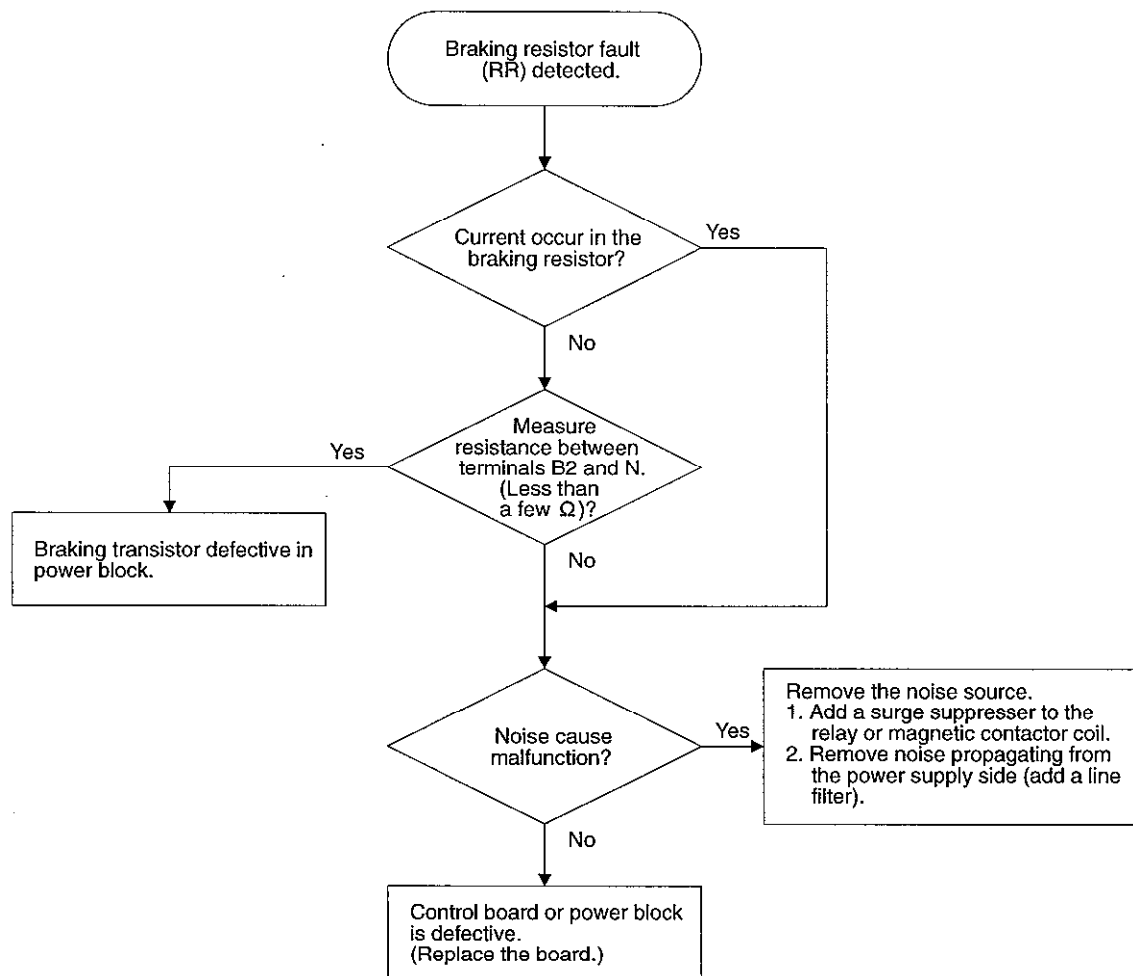 Braking resistor fault
(RR) detected.
Current occur in the
braking resistor?
Yes
No
Measure
resistance between
terminals B2 and N.
(Less than
a few Ω)?
Yes
Braking transistor defective in
power block.
No
Noise cause
malfunction?
Yes
Remove the noise source.
1. Add a surge suppresser to the
relay or magnetic contactor coil.
2. Remove noise propagating from
the power supply side (add a line
filter).
No
Control board or power block
is defective.
(Replace the board.)